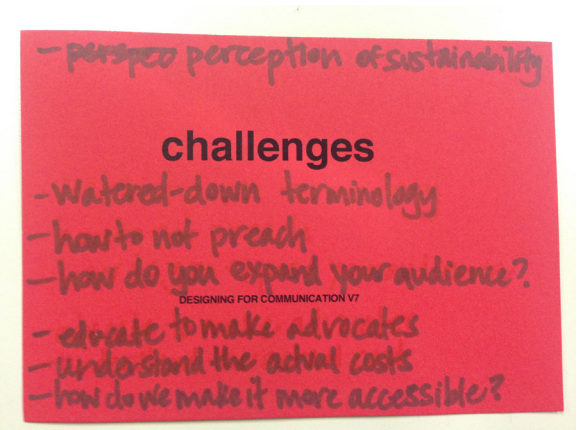 - perspec perception of sustainability
challenges
- watered-down terminology
- how to not preach
- how do you expand your audience?
DESIGNING FOR COMMUNICATION V7
- educate to make advocates
- understand the actual costs
- how do we make it more accessible?